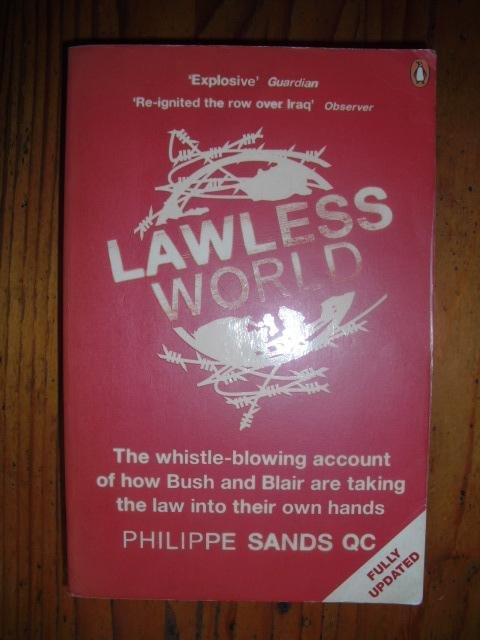 'Explosive' Guardian
'Re-ignited the row over Iraq' Observer
LAWLESS
WORLD
The whistle-blowing account
of how Bush and Blair are taking
the law into their own hands
PHILIPPE SANDS QC
FULLY
UPDATED